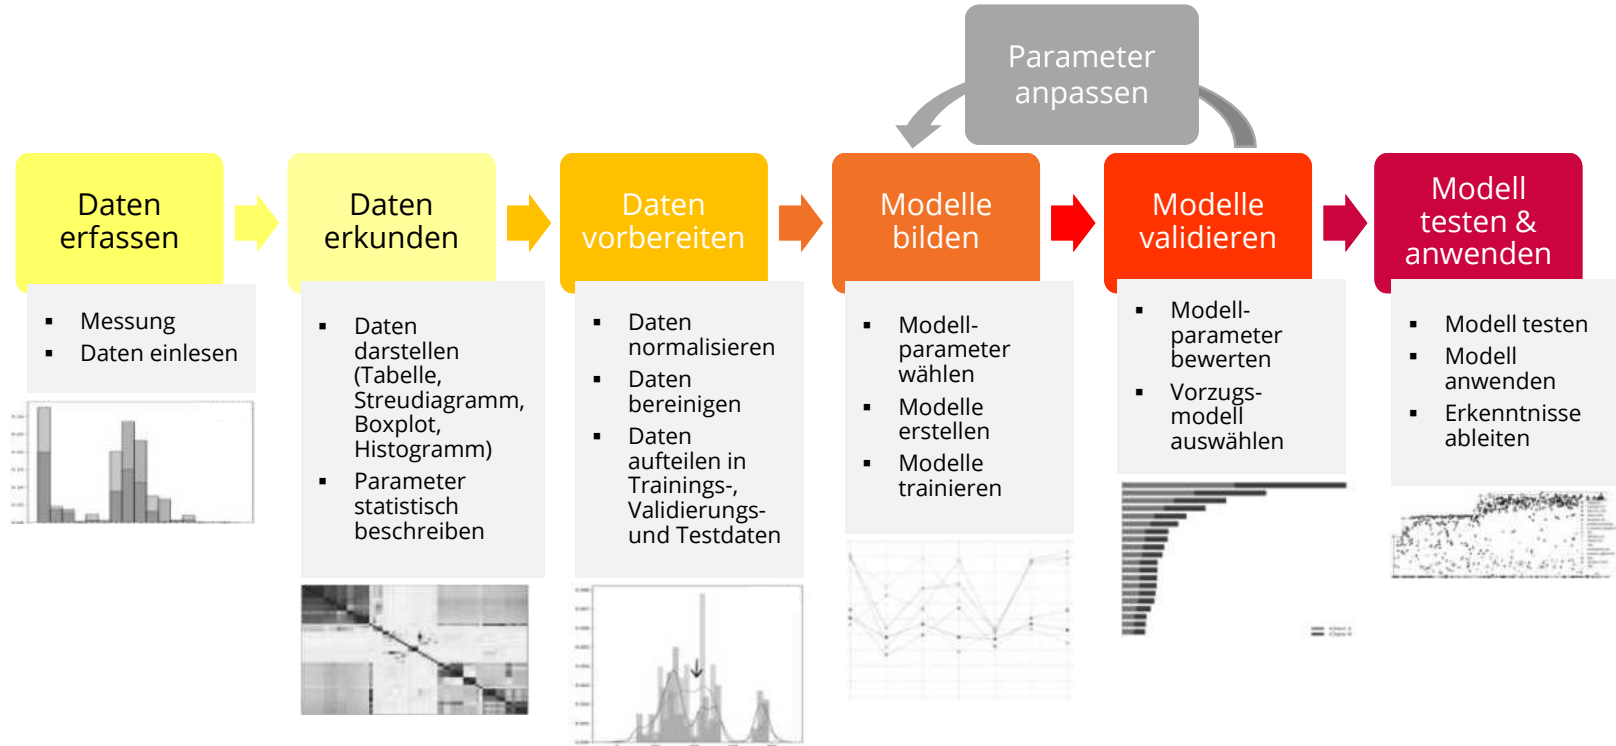 Parameter
anpassen
Daten
erfassen
Daten
erkunden
Daten
vorbereiten
Modelle
bilden
Modelle
validieren
Modell
testen &
anwenden
▪ Messung
▪ Daten einlesen
▪ Daten
darstellen
(Tabelle,
Streudiagramm,
Boxplot,
Histogramm)
▪ Parameter
statistisch
beschreiben
▪ Daten
normalisieren
▪ Daten
bereinigen
▪ Daten
aufteilen in
Trainings-,
Validierungs-
und Testdaten
▪ Modell-
parameter
wählen
▪ Modelle
erstellen
▪ Modelle
trainieren
▪ Modell-
parameter
bewerten
▪ Vorzugs-
modell
auswählen
▪ Modell testen
▪ Modell
anwenden
▪ Erkenntnisse
ableiten